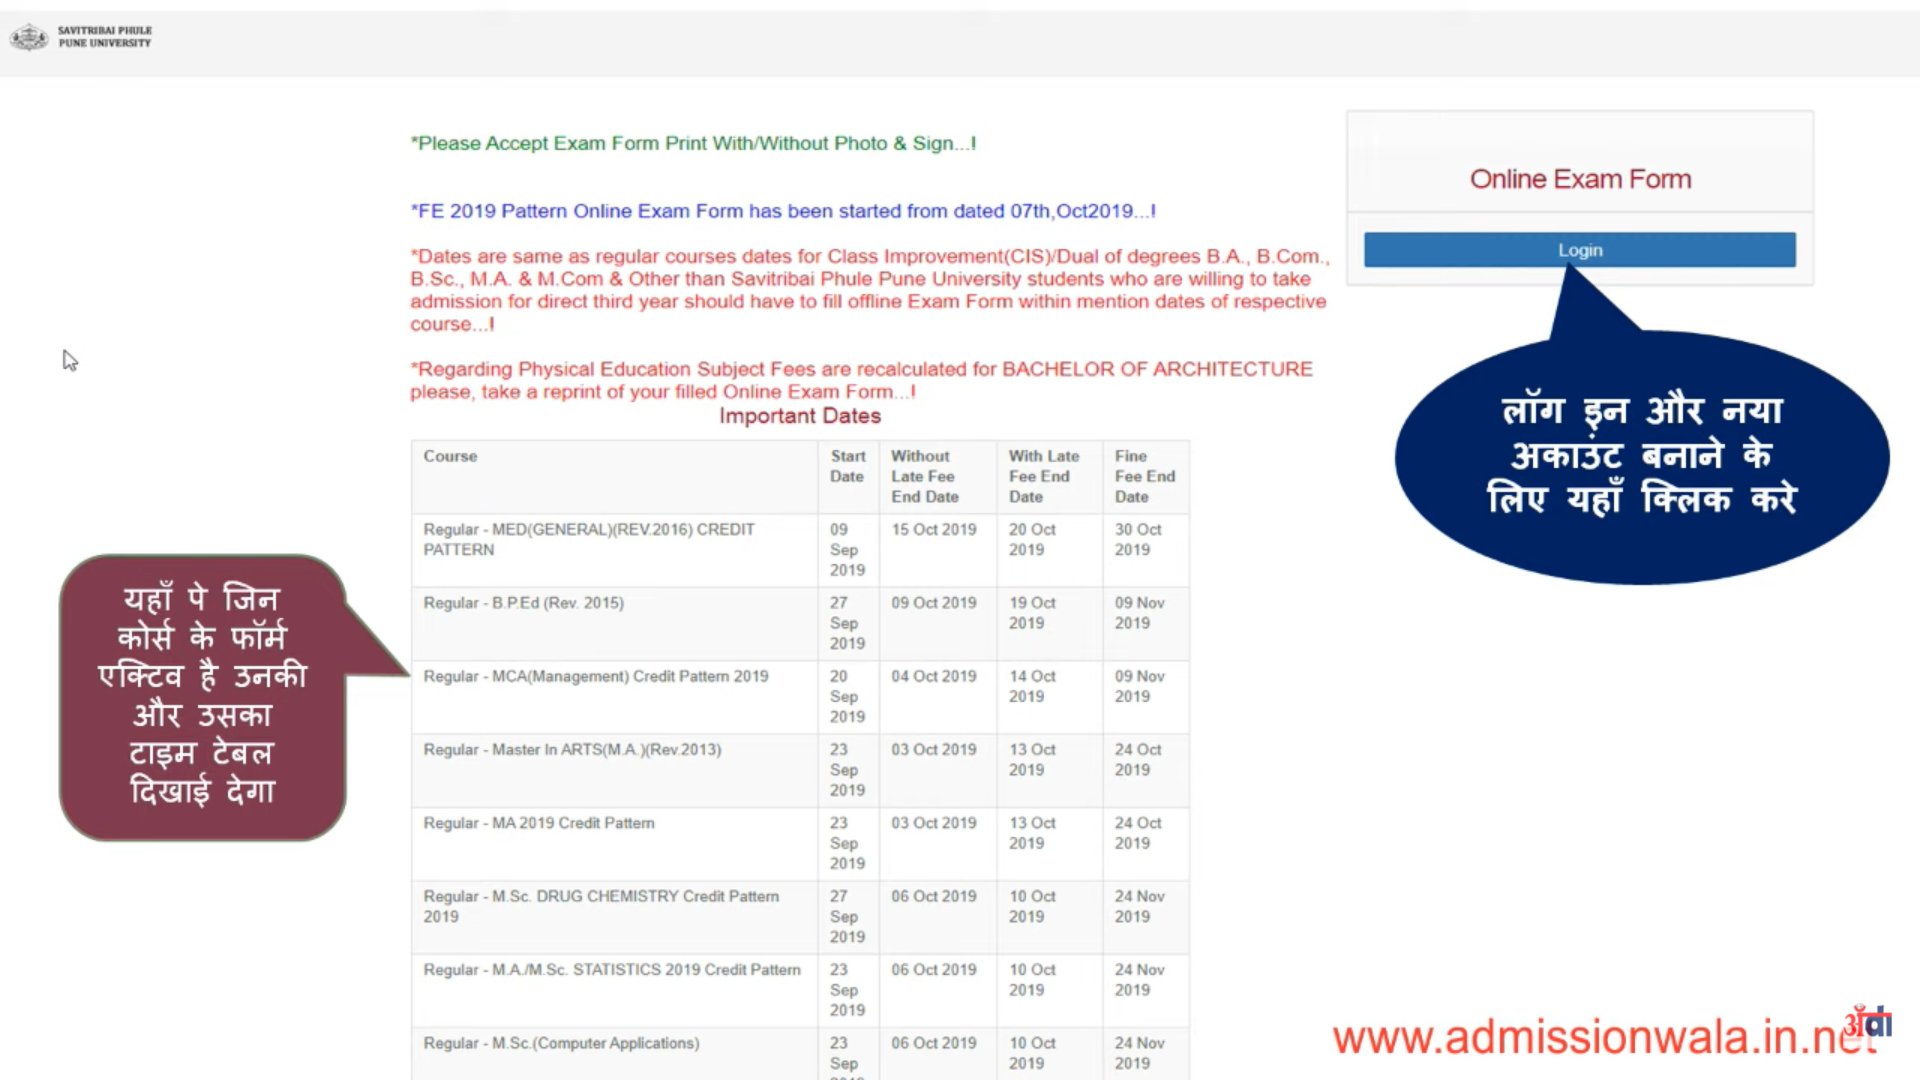 SAVITRIBAI PHULE
PUNE UNIVERSITY
*Please Accept Exam Form Print With/Without Photo & Sign...!
*FE 2019 Pattern Online Exam Form has been started from dated 07th,Oct2019...!
*Dates are same as regular courses dates for Class Improvement(CIS)/Dual of degrees B.A., B.Com.,
B.Sc., M.A. & M.Com & Other than Savitribai Phule Pune University students who are willing to take
admission for direct third year should have to fill offline Exam Form within mention dates of respective
course...!
*Regarding Physical Education Subject Fees are recalculated for BACHELOR OF ARCHITECTURE
please, take a reprint of your filled Online Exam Form...!
Important Dates
Course Start Date Without Late Fee End Date With Late Fee End Date Fine Fee End Date
Regular - MED(GENERAL)(REV.2016) CREDIT PATTERN 09 Sep 2019 15 Oct 2019 20 Oct 2019 30 Oct 2019
Regular - B.P.Ed (Rev. 2015) 27 Sep 2019 09 Oct 2019 19 Oct 2019 09 Nov 2019
Regular - MCA(Management) Credit Pattern 2019 20 Sep 2019 04 Oct 2019 14 Oct 2019 09 Nov 2019
Regular - Master In ARTS(M.A.)(Rev.2013) 23 Sep 2019 03 Oct 2019 13 Oct 2019 24 Oct 2019
Regular - MA 2019 Credit Pattern 23 Sep 2019 03 Oct 2019 13 Oct 2019 24 Oct 2019
Regular - M.Sc. DRUG CHEMISTRY Credit Pattern 2019 27 Sep 2019 06 Oct 2019 10 Oct 2019 24 Nov 2019
Regular - M.A./M.Sc. STATISTICS 2019 Credit Pattern 23 Sep 2019 06 Oct 2019 10 Oct 2019 24 Nov 2019
Regular - M.Sc.(Computer Applications) 23 Sep 06 Oct 2019 10 Oct 2019 24 Nov 2019
Online Exam Form
Login
लॉग इन और नया
अकाउंट बनाने के
लिए यहाँ क्लिक करे
यहाँ पे जिन
कोर्स के फॉर्म
एक्टिव है उनकी
और उसका
टाइम टेबल
दिखाई देगा
www.admissionwala.in.net